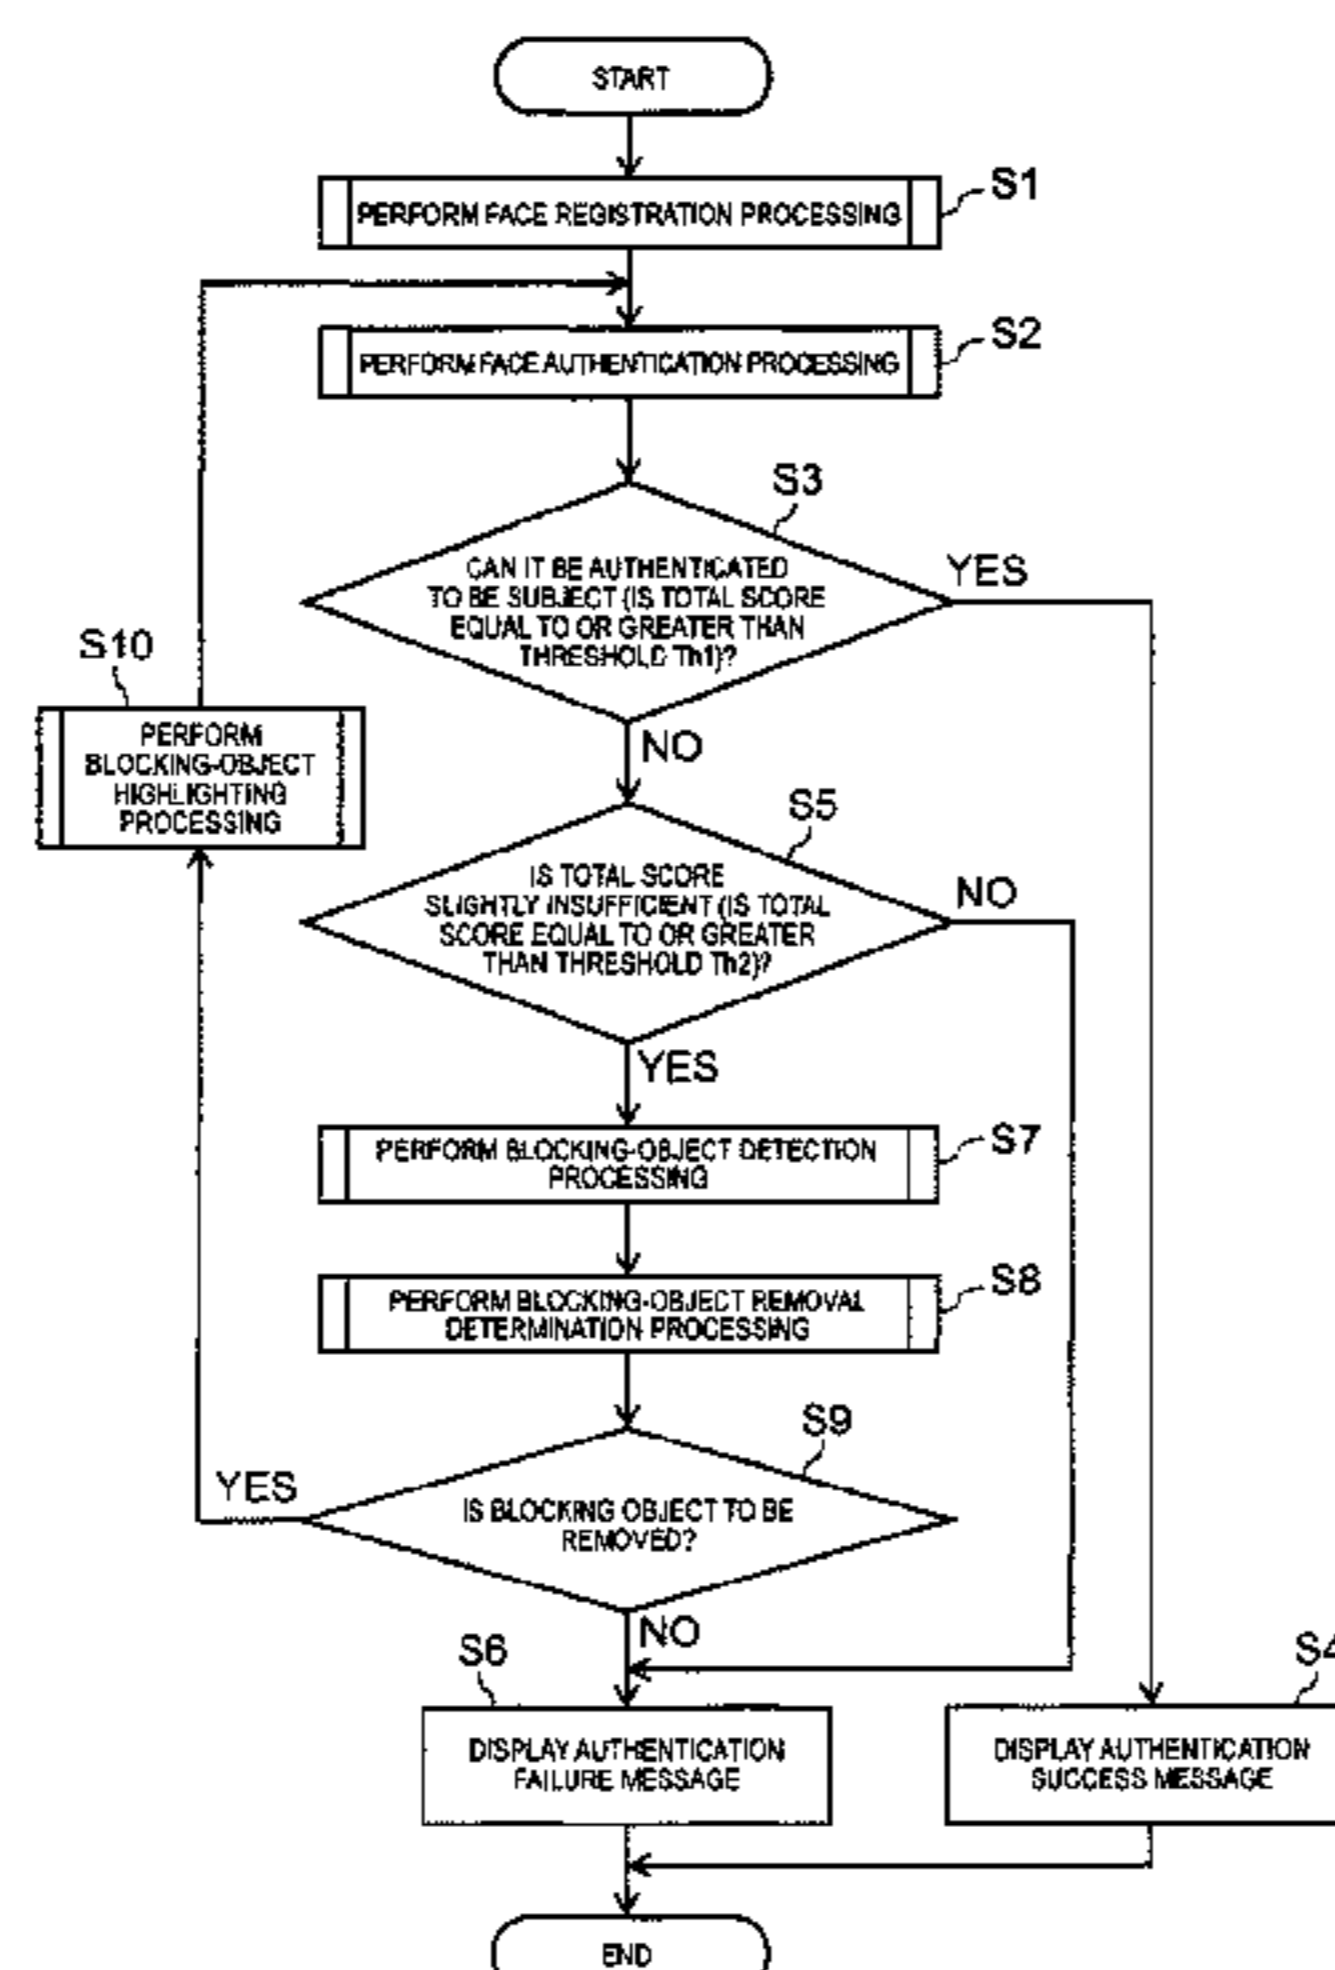 START
PERFORM FACE REGISTRATION PROCESSING
S1
PERFORM FACE AUTHENTICATION PROCESSING
S2
S3
CAN IT BE AUTHENTICATED
TO BE SUBJECT (IS TOTAL SCORE
EQUAL TO OR GREATER THAN
THRESHOLD Th1)?
YES
NO
S10
PERFORM
BLOCKING-OBJECT
HIGHLIGHTING
PROCESSING
S5
IS TOTAL SCORE
SLIGHTLY INSUFFICIENT (IS TOTAL
SCORE EQUAL TO OR GREATER
THAN THRESHOLD Th2)?
NO
YES
PERFORM BLOCKING-OBJECT DETECTION
PROCESSING
S7
PERFORM BLOCKING-OBJECT REMOVAL
DETERMINATION PROCESSING
S8
S9
IS BLOCKING OBJECT TO BE
REMOVED?
YES
NO
S6
DISPLAY AUTHENTICATION
FAILURE MESSAGE
S4
DISPLAY AUTHENTICATION
SUCCESS MESSAGE
END